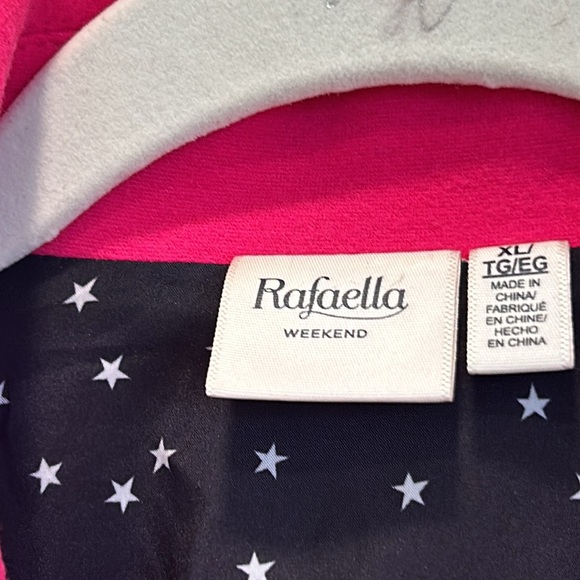 Rafaella
WEEKEND
XL/
TG/EG
MADE IN
CHINA/
FABRIQUÉ
EN CHINE/
HECHO
EN CHINA